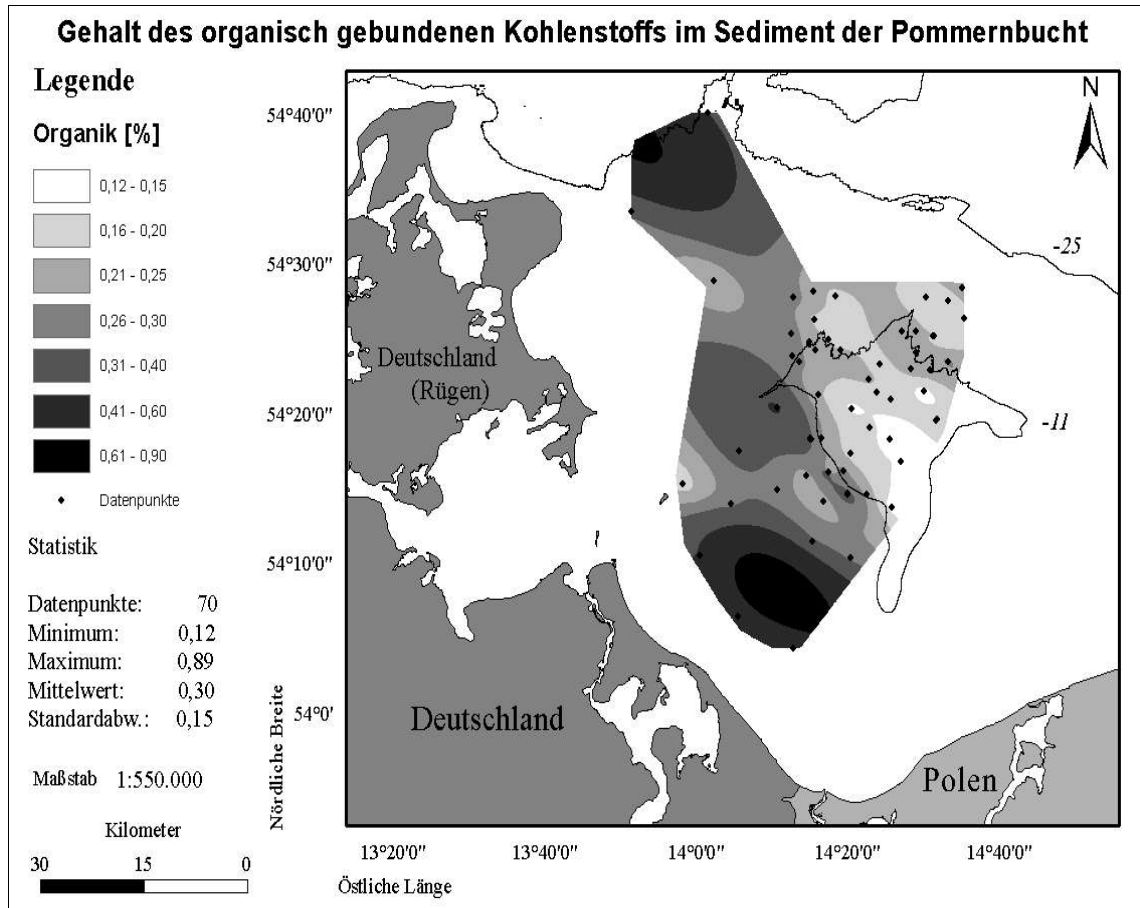 Gehalt des organisch gebundenen Kohlenstoffs im Sediment der Pommernbucht
Legende
Organik [%]
0,12 - 0,15
0,16 - 0,20
0,21 - 0,25
0,26 - 0,30
0,31 - 0,40
0,41 - 0,60
0,61 - 0,90
Datenpunkte
Statistik
Datenpunkte: 70
Minimum: 0,12
Maximum: 0,89
Mittelwert: 0,30
Standardabw.: 0,15
Maßstab 1:550.000
Kilometer
30 15 0
54°40'0"
54°30'0"
54°20'0"
54°10'0"
54°0'
Nördliche Breite
N
-25
-11
Deutschland
(Rügen)
Deutschland
Polen
13°20'0" 13°40'0" 14°0'0" 14°20'0" 14°40'0"
Östliche Länge